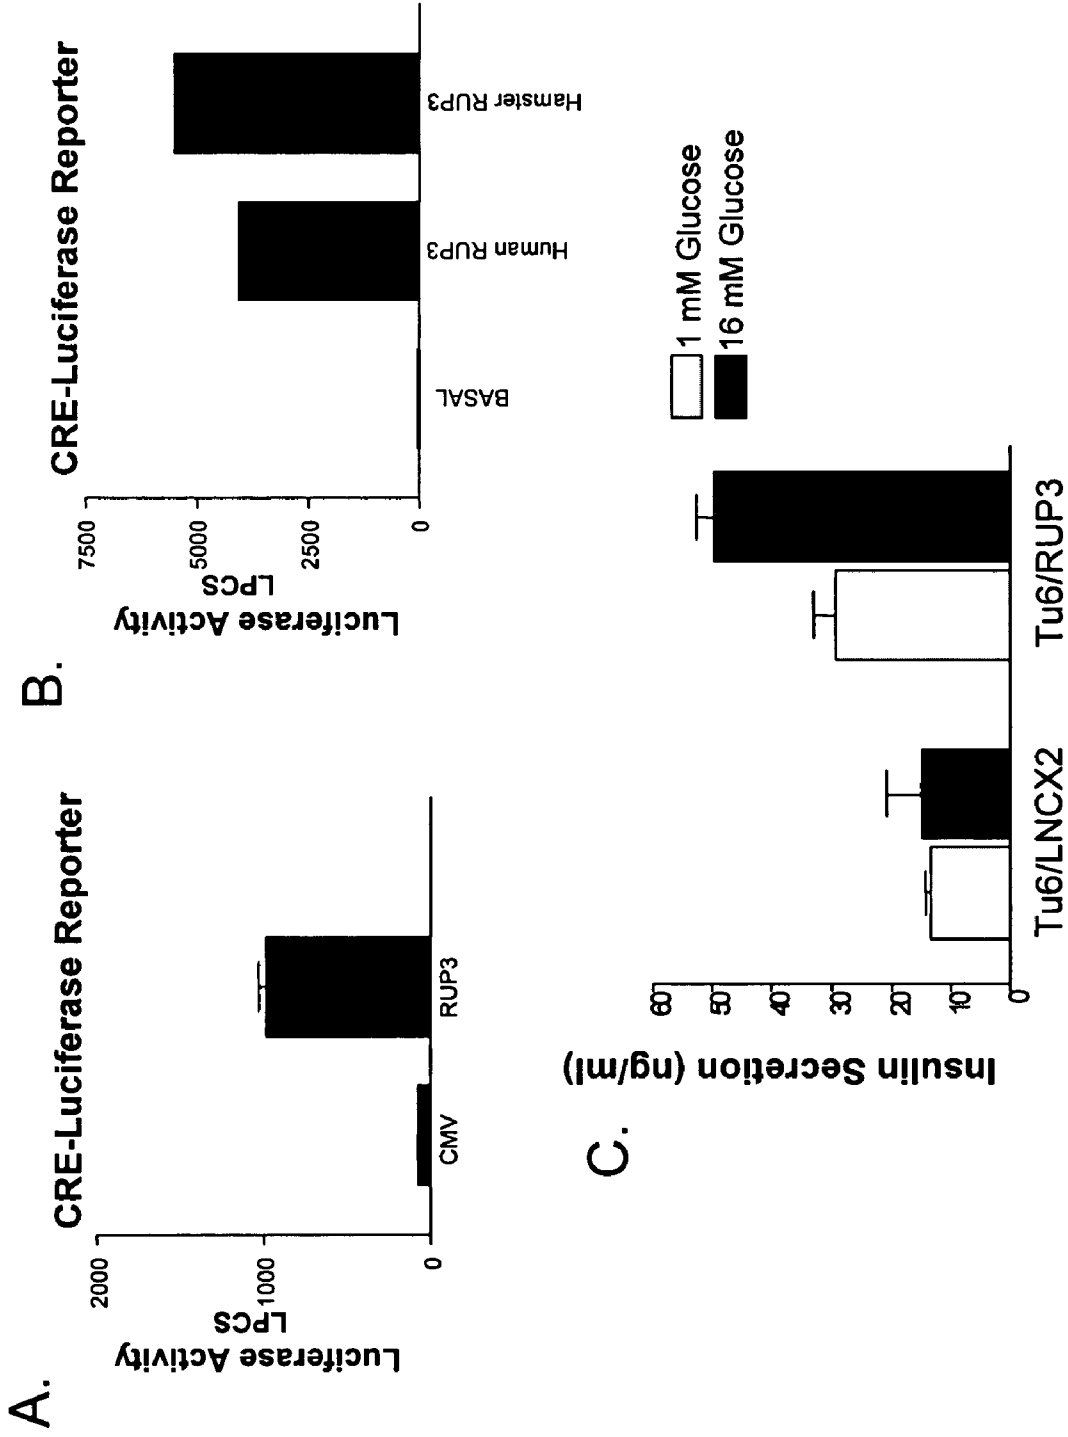 A.
CRE-Luciferase Reporter
Luciferase Activity
LPCS
2000
1000
0
CMV
RUP3
B.
CRE-Luciferase Reporter
Luciferase Activity
LPCS
7500
5000
2500
0
BASAL
Human RUP3
Hamster RUP3
C.
Insulin Secretion (ng/ml)
60
50
40
30
20
10
0
Tu6/LNCX2
Tu6/RUP3
1 mM Glucose
16 mM Glucose